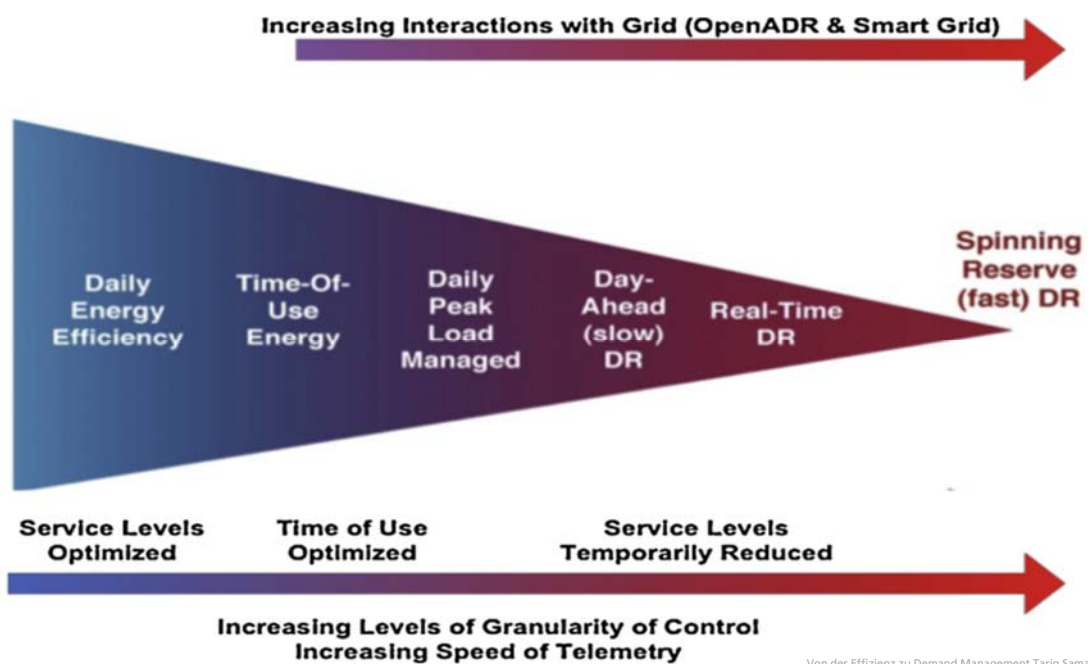 Increasing Interactions with Grid (OpenADR & Smart Grid)
Spinning
Reserve
(fast) DR
Daily
Energy
Efficiency
Time-Of-
Use
Energy
Daily
Peak
Load
Managed
Day-
Ahead
(slow)
DR
Real-Time
DR
Service Levels
Optimized
Time of Use
Optimized
Service Levels
Temporarily Reduced
Increasing Levels of Granularity of Control
Increasing Speed of Telemetry
Von der Effizienz zu Demand Management Tariq Sama